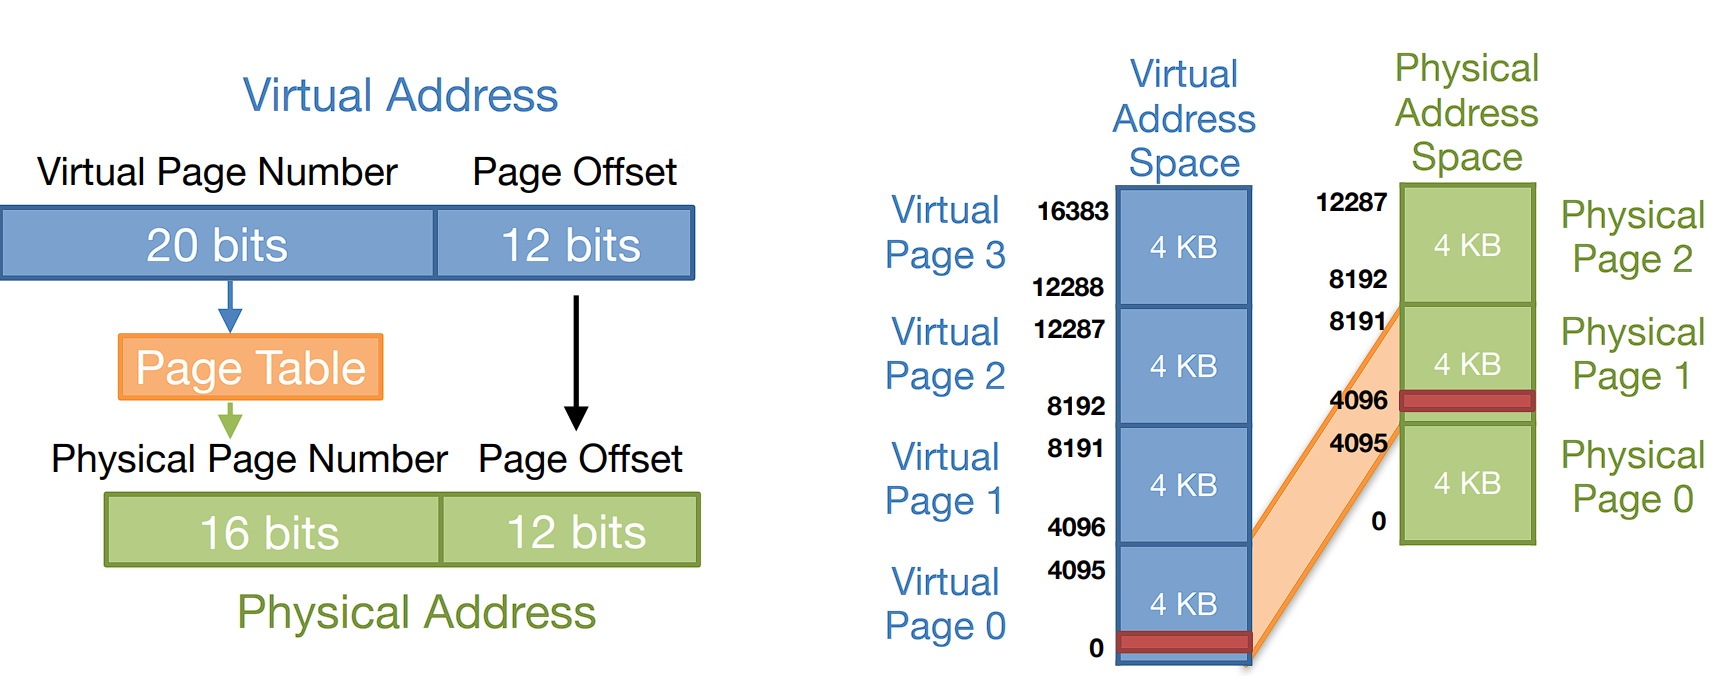 Virtual Address
Virtual Page Number Page Offset
20 bits 12 bits
Page Table
Physical Page Number Page Offset
16 bits 12 bits
Physical Address
Virtual
Address
Space
Virtual
Page 3
16383
12288
4 KB
Virtual
Page 2
12287
8192
4 KB
Virtual
Page 1
8191
4096
4 KB
Virtual
Page 0
4095
0
4 KB
Physical
Address
Space
12287
8192
4 KB
Physical
Page 2
8191
4096
4 KB
Physical
Page 1
4095
0
4 KB
Physical
Page 0